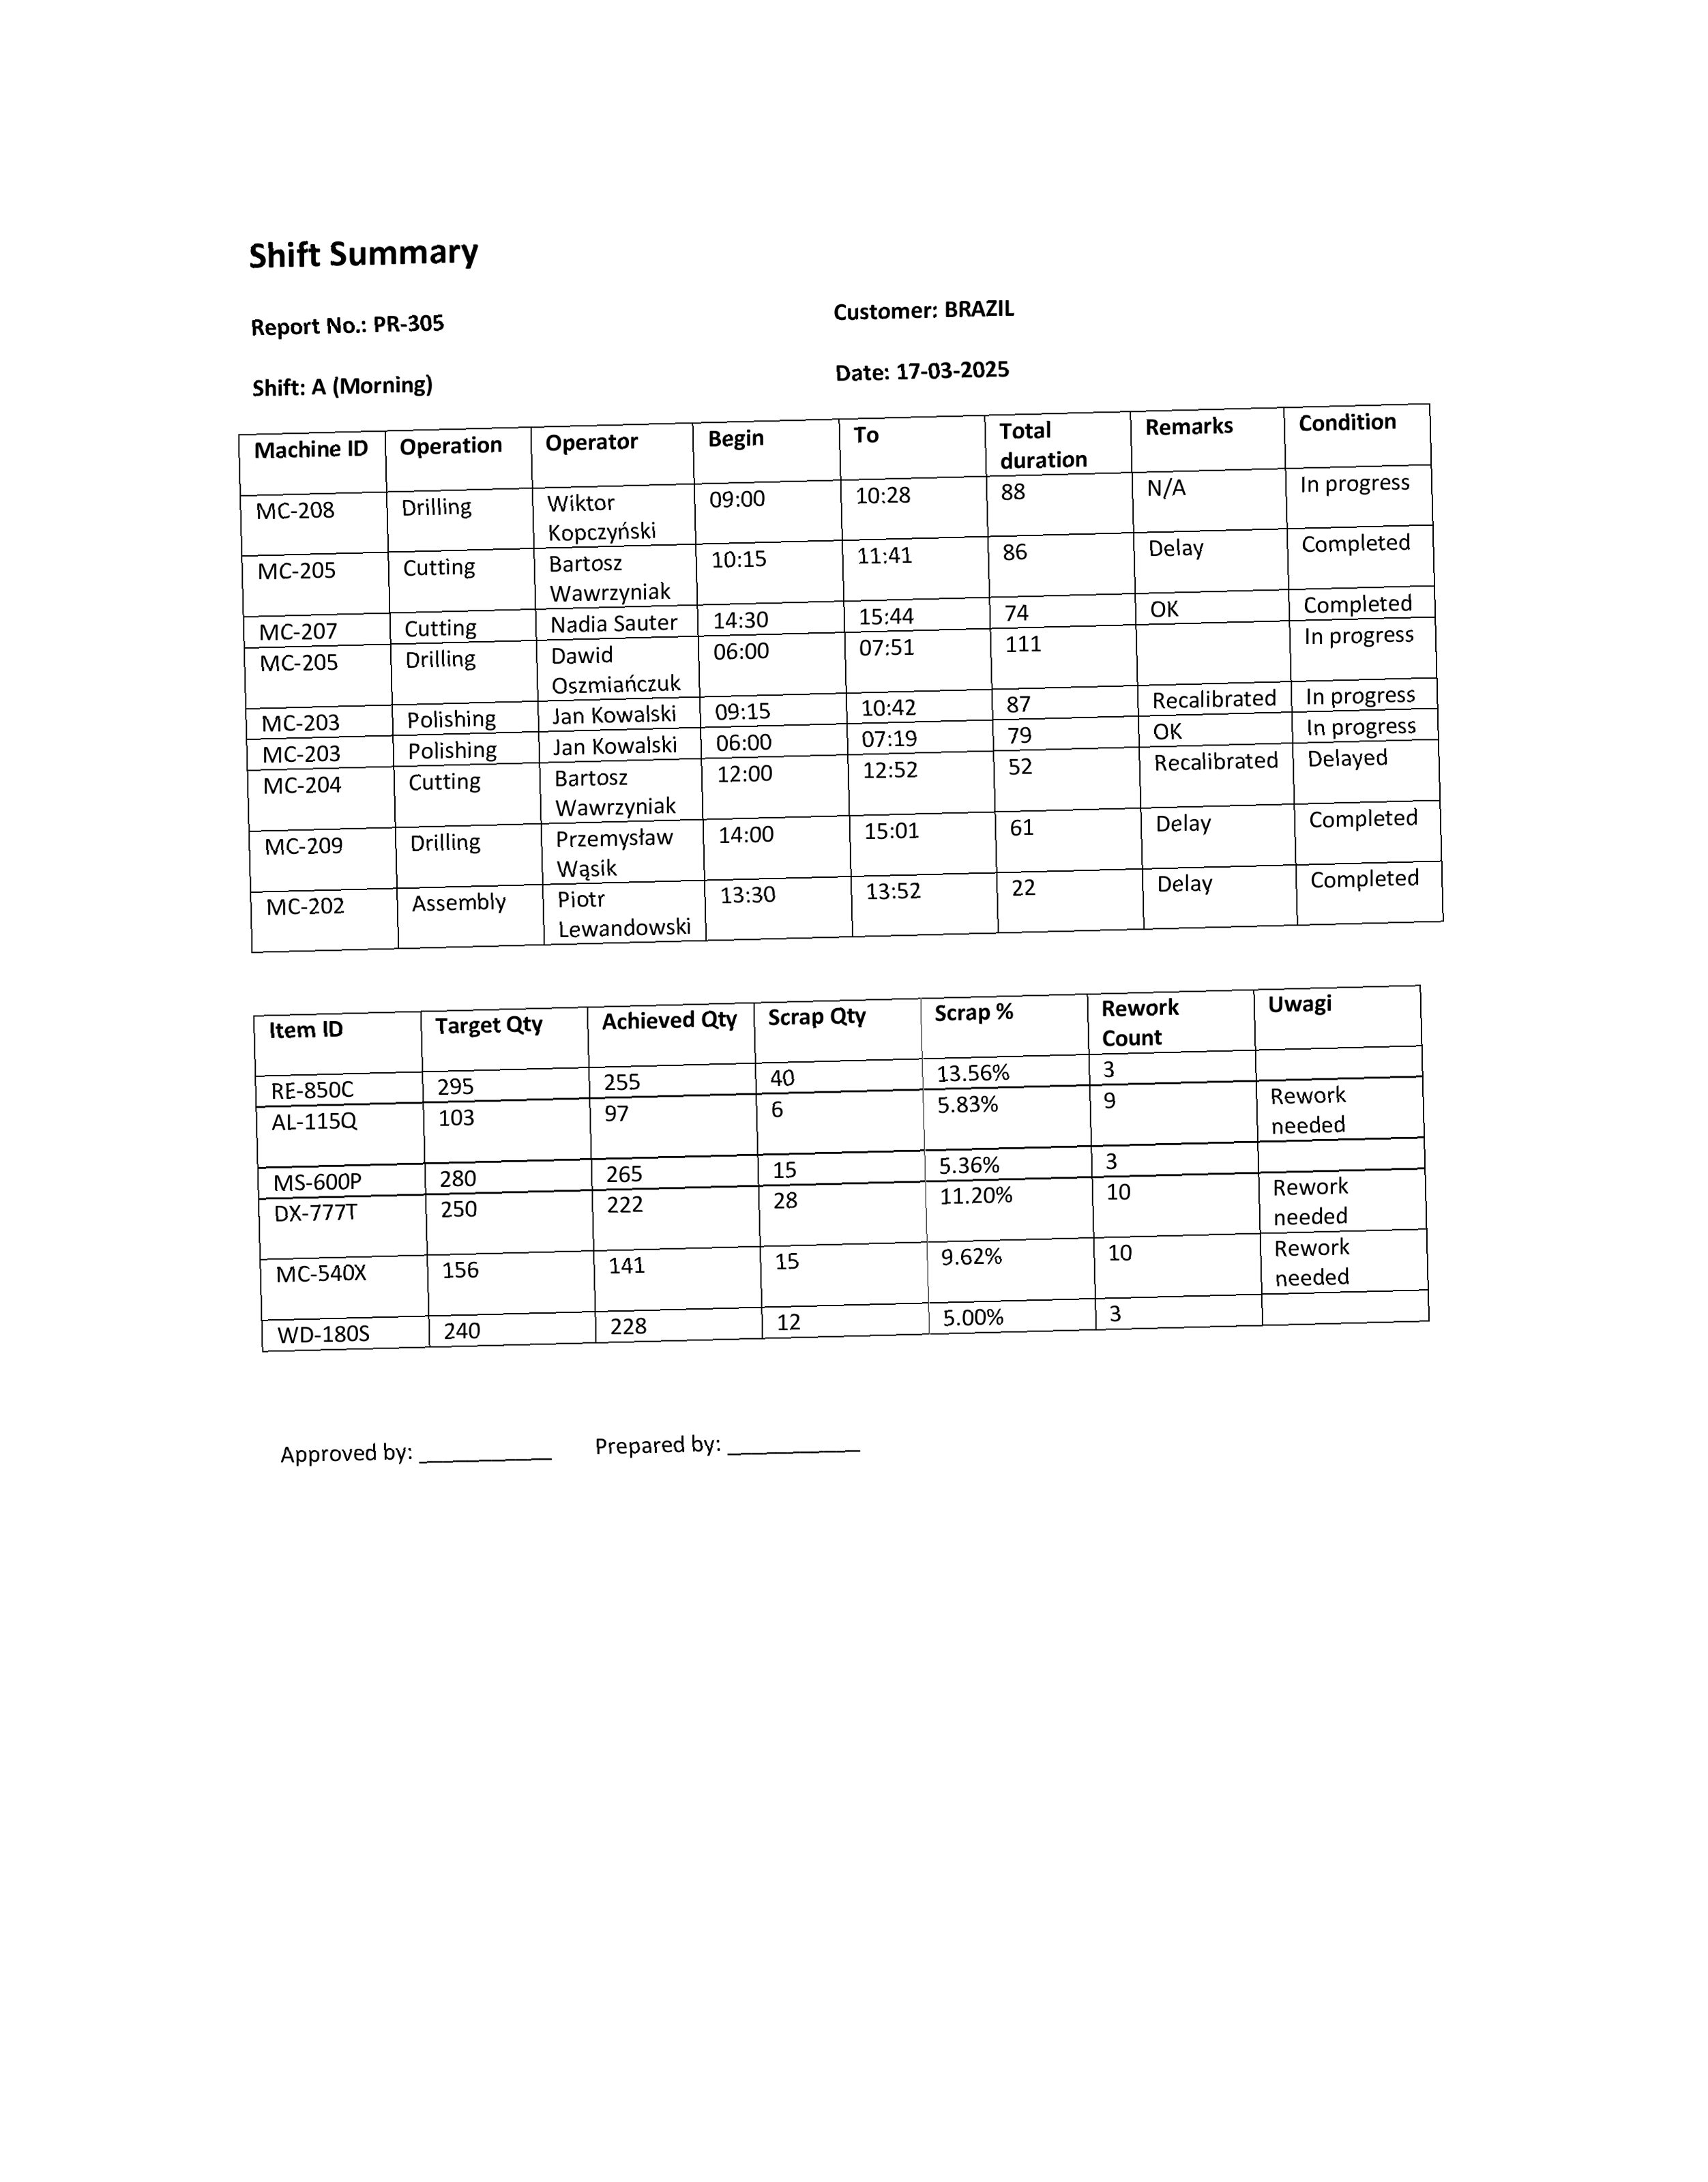 Shift Summary
Report No.: PR-305 Customer: BRAZIL
Shift: A (Morning) Date: 17-03-2025
Machine ID Operation Operator Begin To Total duration Remarks Condition
MC-208 Drilling Wiktor Kopczyński 09:00 10:28 88 N/A In progress
MC-205 Cutting Bartosz Wawrzyniak 10:15 11:41 86 Delay Completed
MC-207 Cutting Nadia Sauter 14:30 15:44 74 OK Completed
MC-205 Drilling Dawid Oszmiańczuk 06:00 07:51 111 In progress
MC-203 Polishing Jan Kowalski 09:15 10:42 87 Recalibrated In progress
MC-203 Polishing Jan Kowalski 06:00 07:19 79 OK In progress
MC-204 Cutting Bartosz Wawrzyniak 12:00 12:52 52 Recalibrated Delayed
MC-209 Drilling Przemysław Wąsik 14:00 15:01 61 Delay Completed
MC-202 Assembly Piotr Lewandowski 13:30 13:52 22 Delay Completed
Item ID Target Qty Achieved Qty Scrap Qty Scrap % Rework Count Uwagi
RE-850C 295 255 40 13.56% 3
AL-115Q 103 97 6 5.83% 9 Rework needed
MS-600P 280 265 15 5.36% 3
DX-777T 250 222 28 11.20% 10 Rework needed
MC-540X 156 141 15 9.62% 10 Rework needed
WD-180S 240 228 12 5.00% 3
Approved by: ___________ Prepared by: ___________